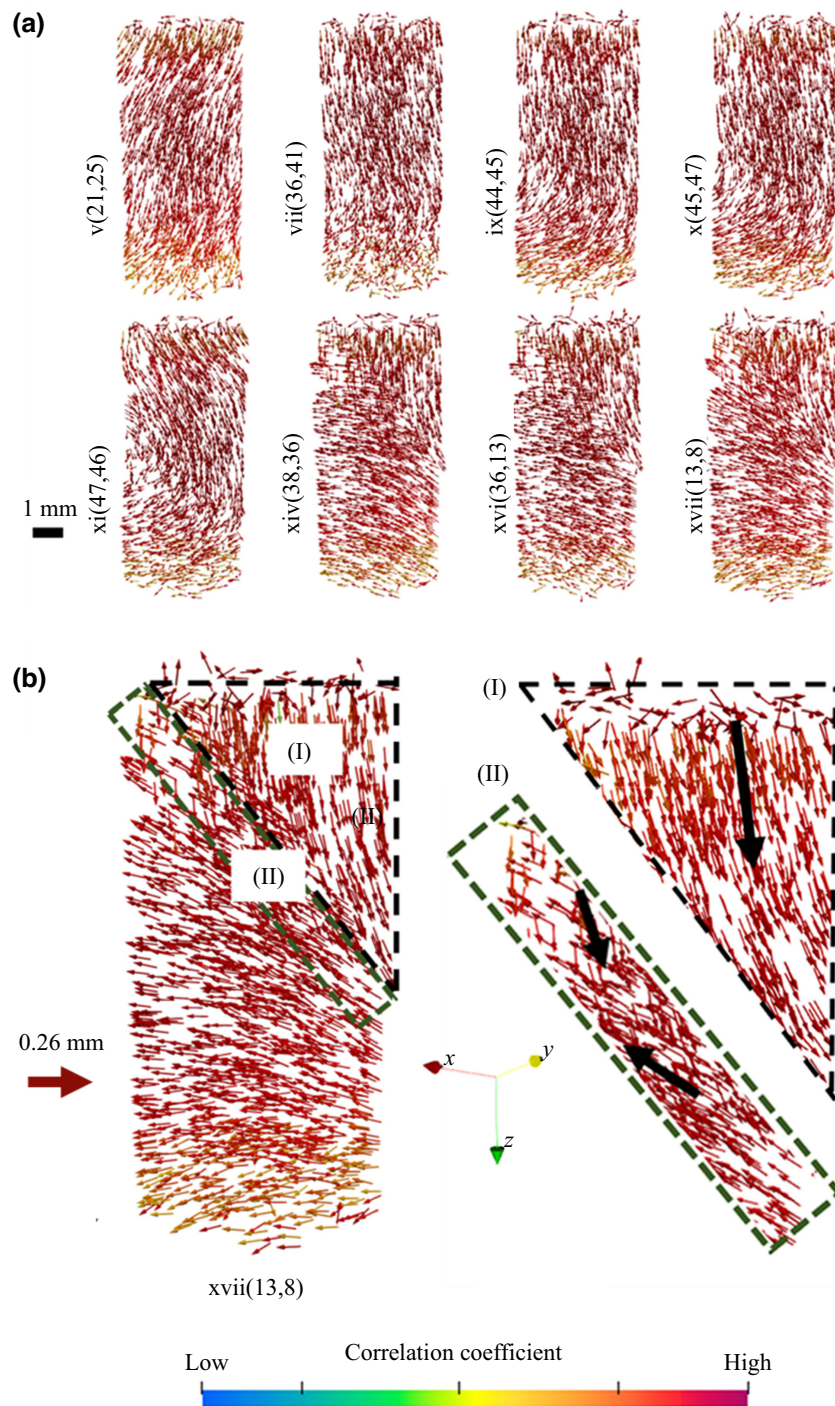 (a)
v(21,25)
vii(36,41)
ix(44,45)
x(45,47)
xi(47,46)
xiv(38,36)
xvi(36,13)
xvii(13,8)
1 mm
(b)
(I)
(II)
(II)
(I)
(II)
0.26 mm
x
y
z
xvii(13,8)
Low
Correlation coefficient
High